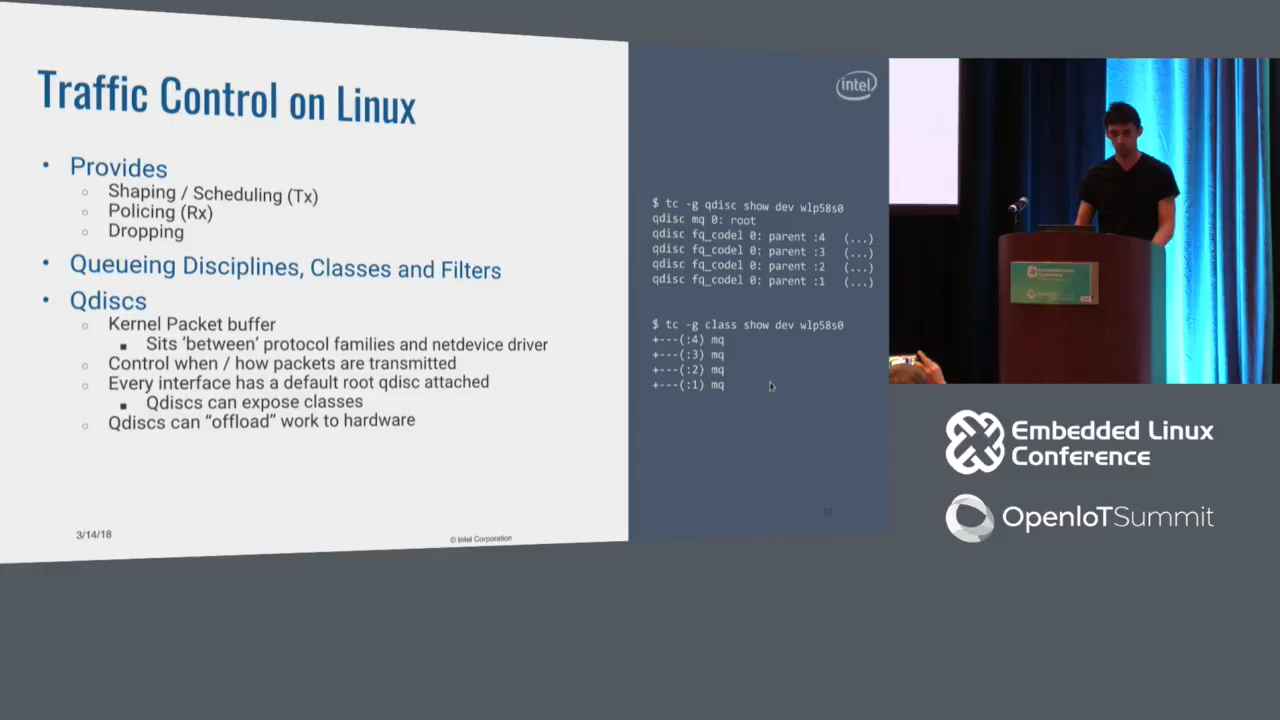 Traffic Control on Linux
• Provides
○ Shaping / Scheduling (Tx)
○ Policing (Rx)
○ Dropping
• Queueing Disciplines, Classes and Filters
• Qdiscs
○ Kernel Packet buffer
■ Sits ‘between’ protocol families and netdevice driver
○ Control when / how packets are transmitted
○ Every interface has a default root qdisc attached
■ Qdiscs can expose classes
○ Qdiscs can “offload” work to hardware
3/14/18
© Intel Corporation
intel
$ tc -g qdisc show dev wlp58s0
qdisc mq 0: root
qdisc fq_codel 0: parent :4 (...)
qdisc fq_codel 0: parent :3 (...)
qdisc fq_codel 0: parent :2 (...)
qdisc fq_codel 0: parent :1 (...)
$ tc -g class show dev wlp58s0
+---(:4) mq
+---(:3) mq
+---(:2) mq
+---(:1) mq
Embedded Linux
Conference
Embedded Linux
Conference
OpenIoTSummit